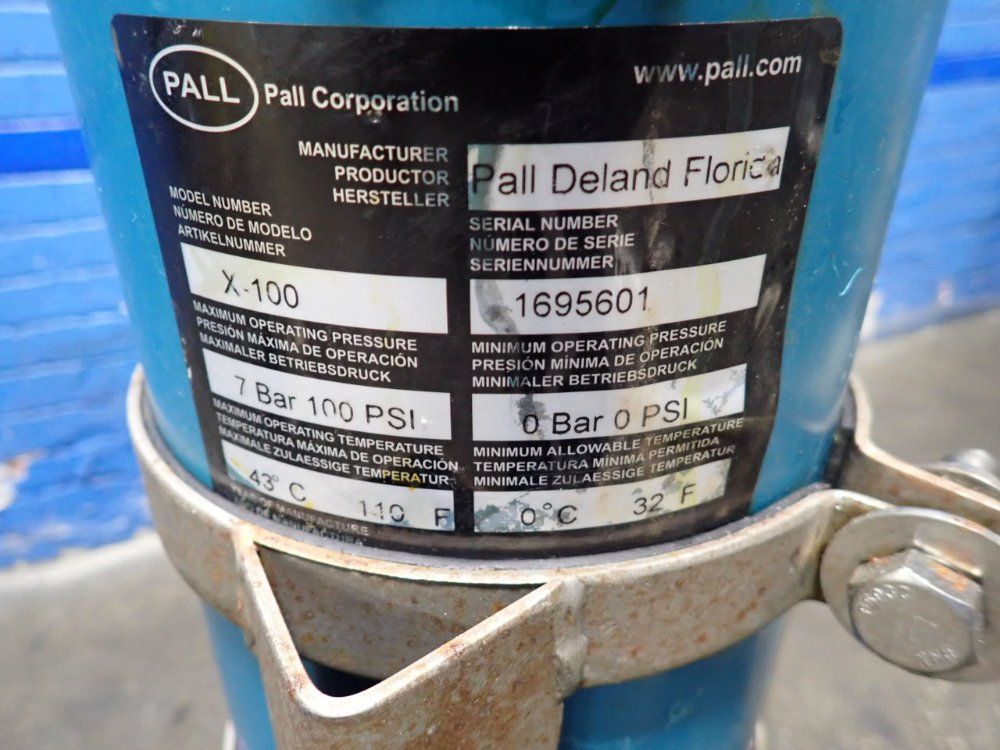 PALL
Pall Corporation
www.pall.com
MANUFACTURER
PRODUCTOR
HERSTELLER
Pall Deland Florida
MODEL NUMBER
NÚMERO DE MODELO
ARTIKELNUMMER
X-100
SERIAL NUMBER
NÚMERO DE SERIE
SERIENNUMMER
1695601
MAXIMUM OPERATING PRESSURE
PRESIÓN MÁXIMA DE OPERACIÓN
MAXIMALER BETRIEBSDRUCK
7 Bar 100 PSI
MINIMUM OPERATING PRESSURE
PRESIÓN MÍNIMA DE OPERACIÓN
MINIMALER BETRIEBSDRUCK
0 Bar 0 PSI
MAXIMUM OPERATING TEMPERATURE
TEMPERATURA MÁXIMA DE OPERACIÓN
MAXIMALE ZULAESSIGE TEMPERATUR
43° C 110 F
MINIMUM ALLOWABLE TEMPERATURE
TEMPERATURA MÍNIMA PERMITIDA
MINIMALE ZULAESSIGE TEMPERATUR
0°C 32 F
YEAR OF MANUFACTURE